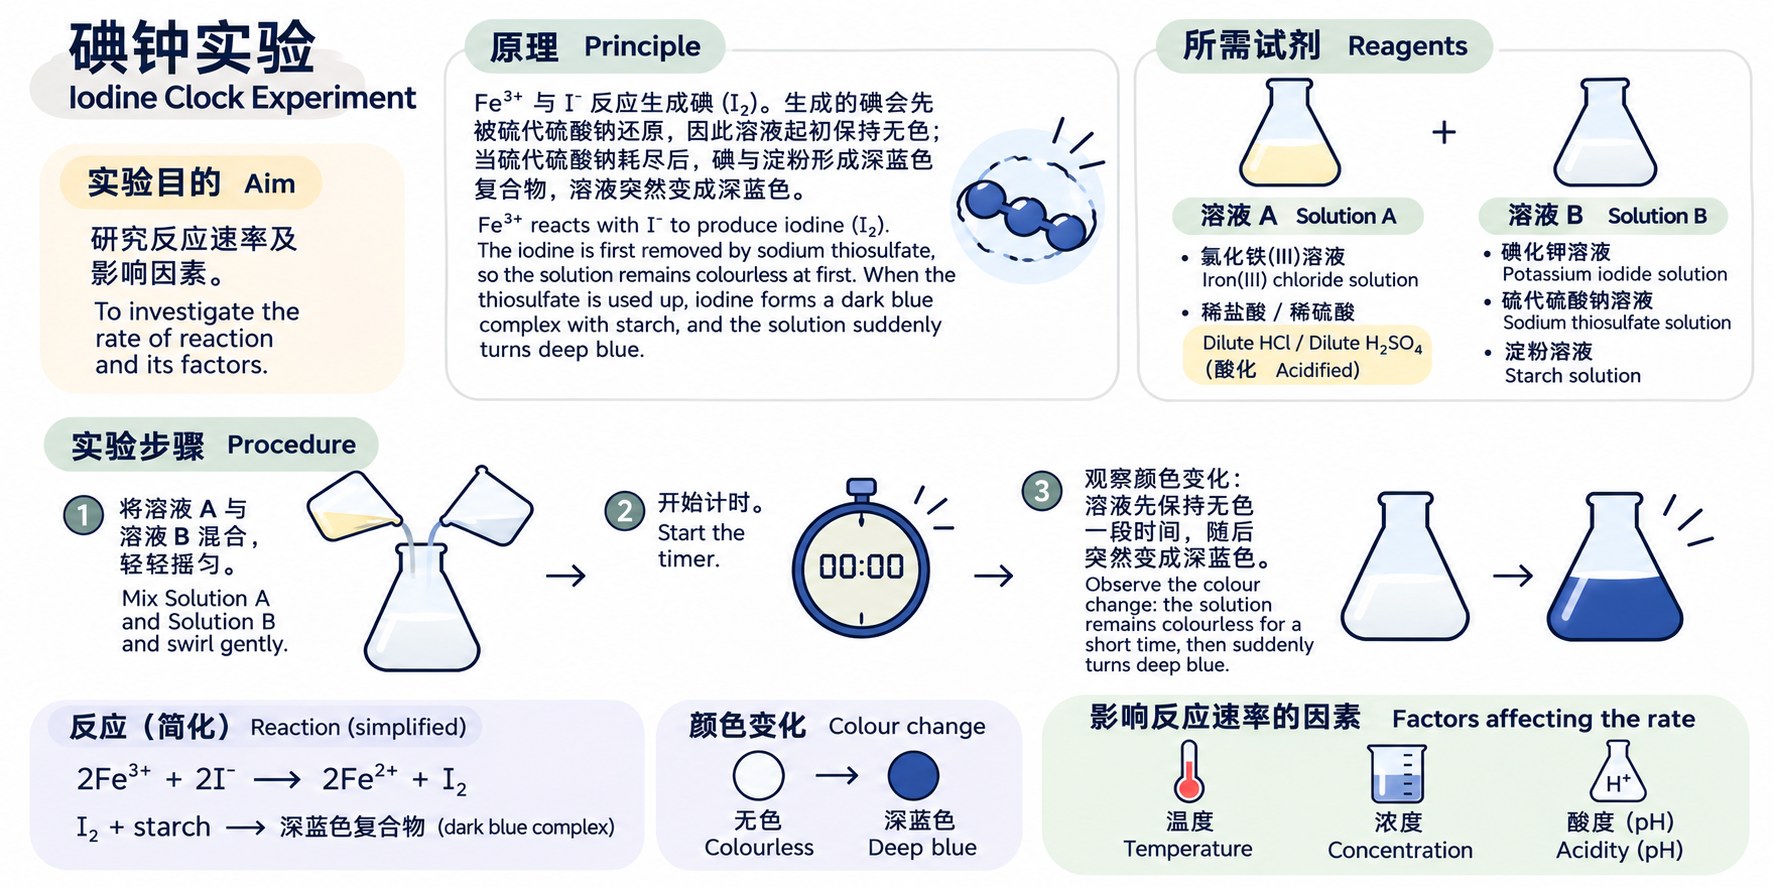 碘钟实验
Iodine Clock Experiment
实验目的 Aim
研究反应速率及
影响因素。
To investigate the
rate of reaction
and its factors.
原理 Principle
Fe³⁺ 与 I⁻ 反应生成碘 (I₂)。生成的碘会先
被硫代硫酸钠还原，因此溶液起初保持无色；
当硫代硫酸钠耗尽后，碘与淀粉形成深蓝色
复合物，溶液突然变成深蓝色。
Fe³⁺ reacts with I⁻ to produce iodine (I₂).
The iodine is first removed by sodium thiosulfate,
so the solution remains colourless at first. When the
thiosulfate is used up, iodine forms a dark blue
complex with starch, and the solution suddenly
turns deep blue.
所需试剂 Reagents
+
溶液 A Solution A
• 氯化铁(III)溶液
Iron(III) chloride solution
• 稀盐酸 / 稀硫酸
Dilute HCl / Dilute H₂SO₄
(酸化 Acidified)
溶液 B Solution B
• 碘化钾溶液
Potassium iodide solution
• 硫代硫酸钠溶液
Sodium thiosulfate solution
• 淀粉溶液
Starch solution
实验步骤 Procedure
1
将溶液 A 与
溶液 B 混合，
轻轻摇匀。
Mix Solution A
and Solution B
and swirl gently.
2
开始计时。
Start the
timer.
00:00
3
观察颜色变化：
溶液先保持无色
一段时间，随后
突然变成深蓝色。
Observe the colour
change: the solution
remains colourless for a
short time, then suddenly
turns deep blue.
反应（简化） Reaction (simplified)
2Fe³⁺ + 2I⁻ ⟶ 2Fe²⁺ + I₂
I₂ + starch ⟶ 深蓝色复合物 (dark blue complex)
颜色变化 Colour change
无色
Colourless
深蓝色
Deep blue
影响反应速率的因素 Factors affecting the rate
温度
Temperature
浓度
Concentration
H⁺
酸度 (pH)
Acidity (pH)